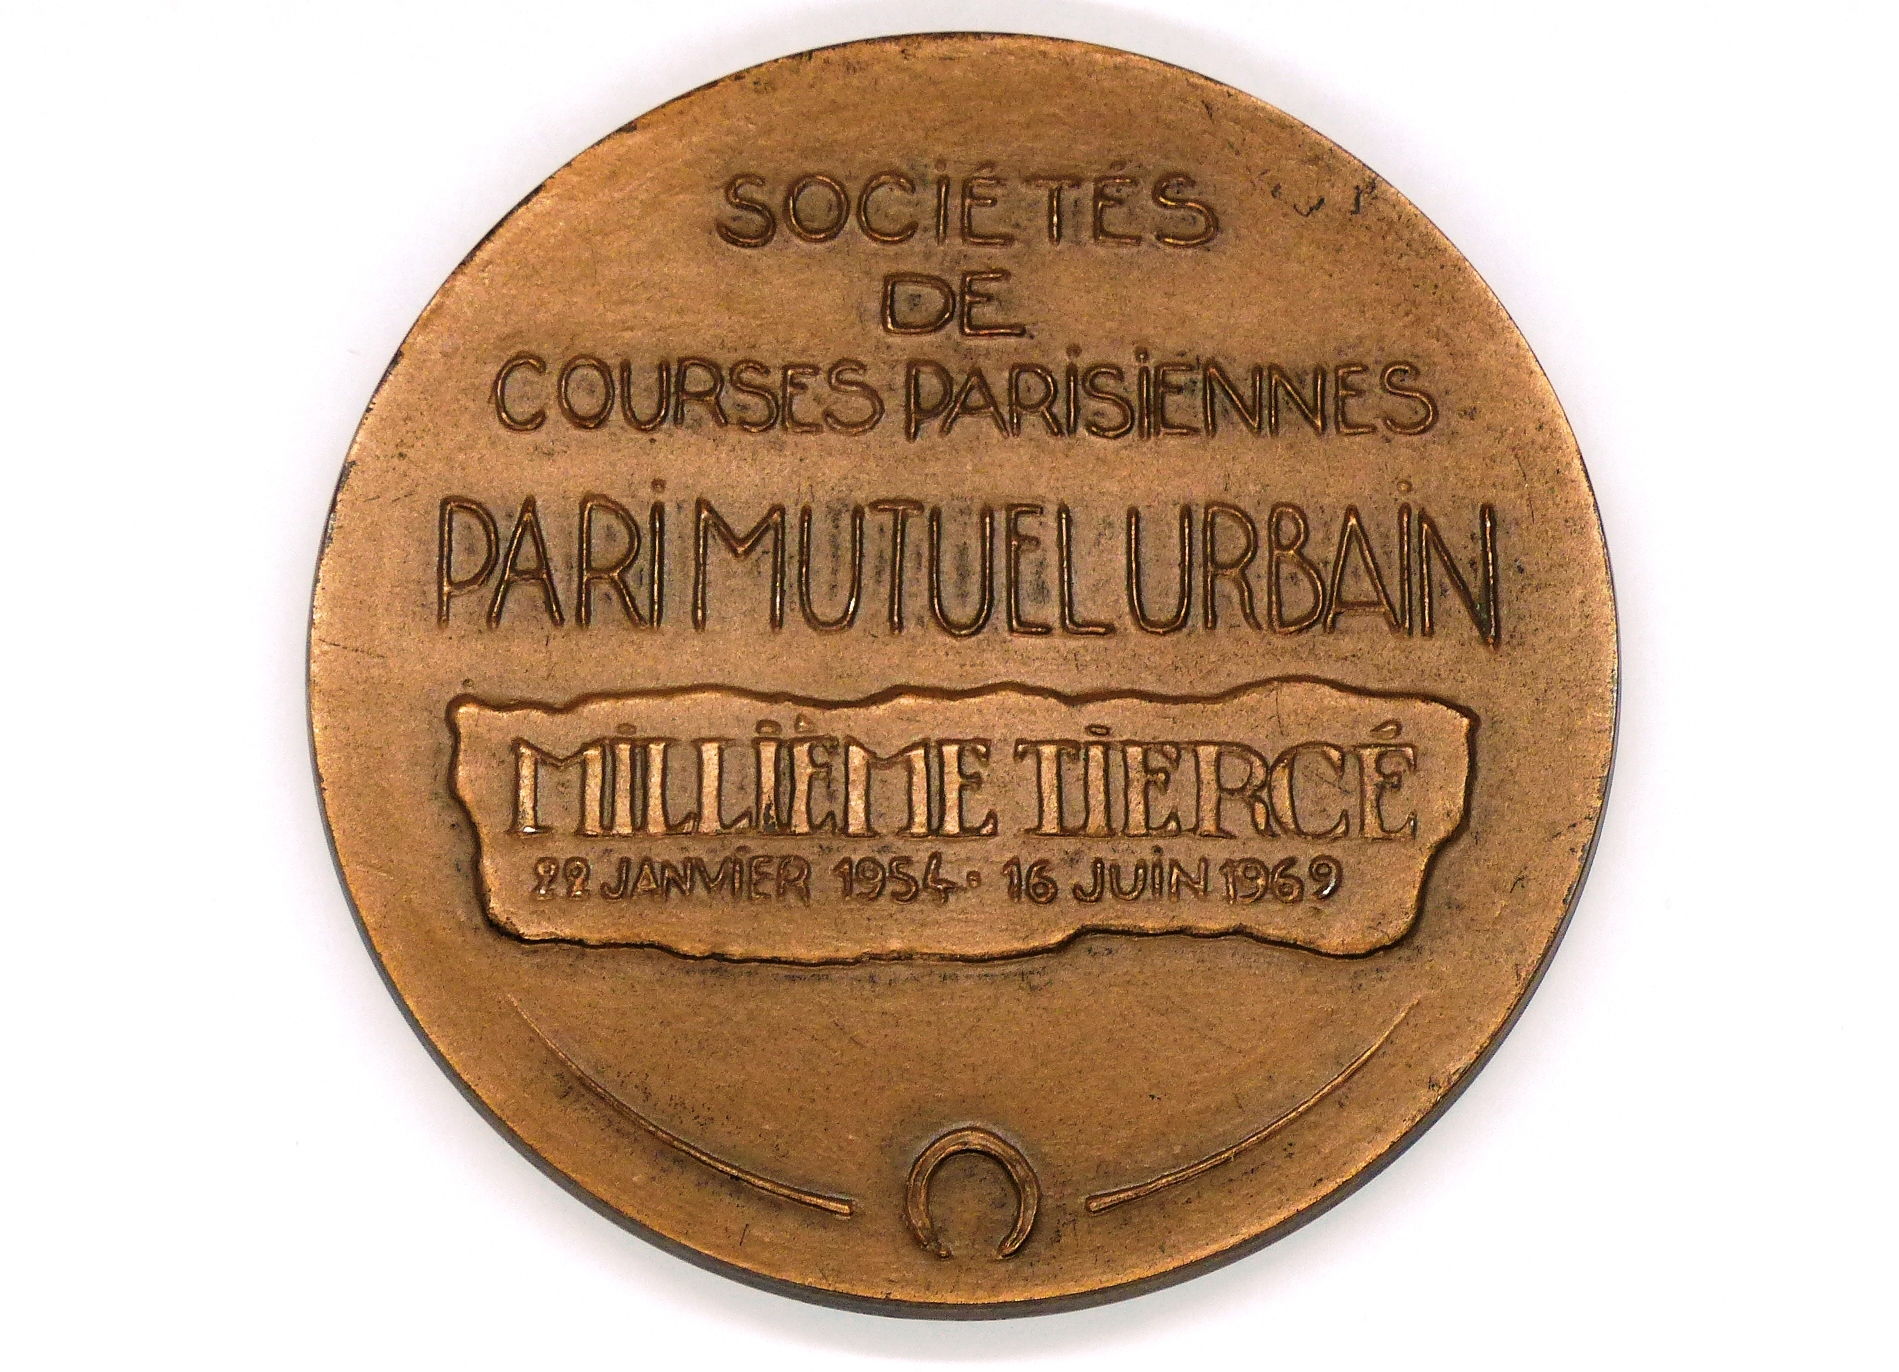 SOCIÉTÉS
DE
COURSES PARISIENNES
PARI MUTUEL URBAIN
MILLIÈME TIERCÉ
22 JANVIER 1954 · 16 JUIN 1969